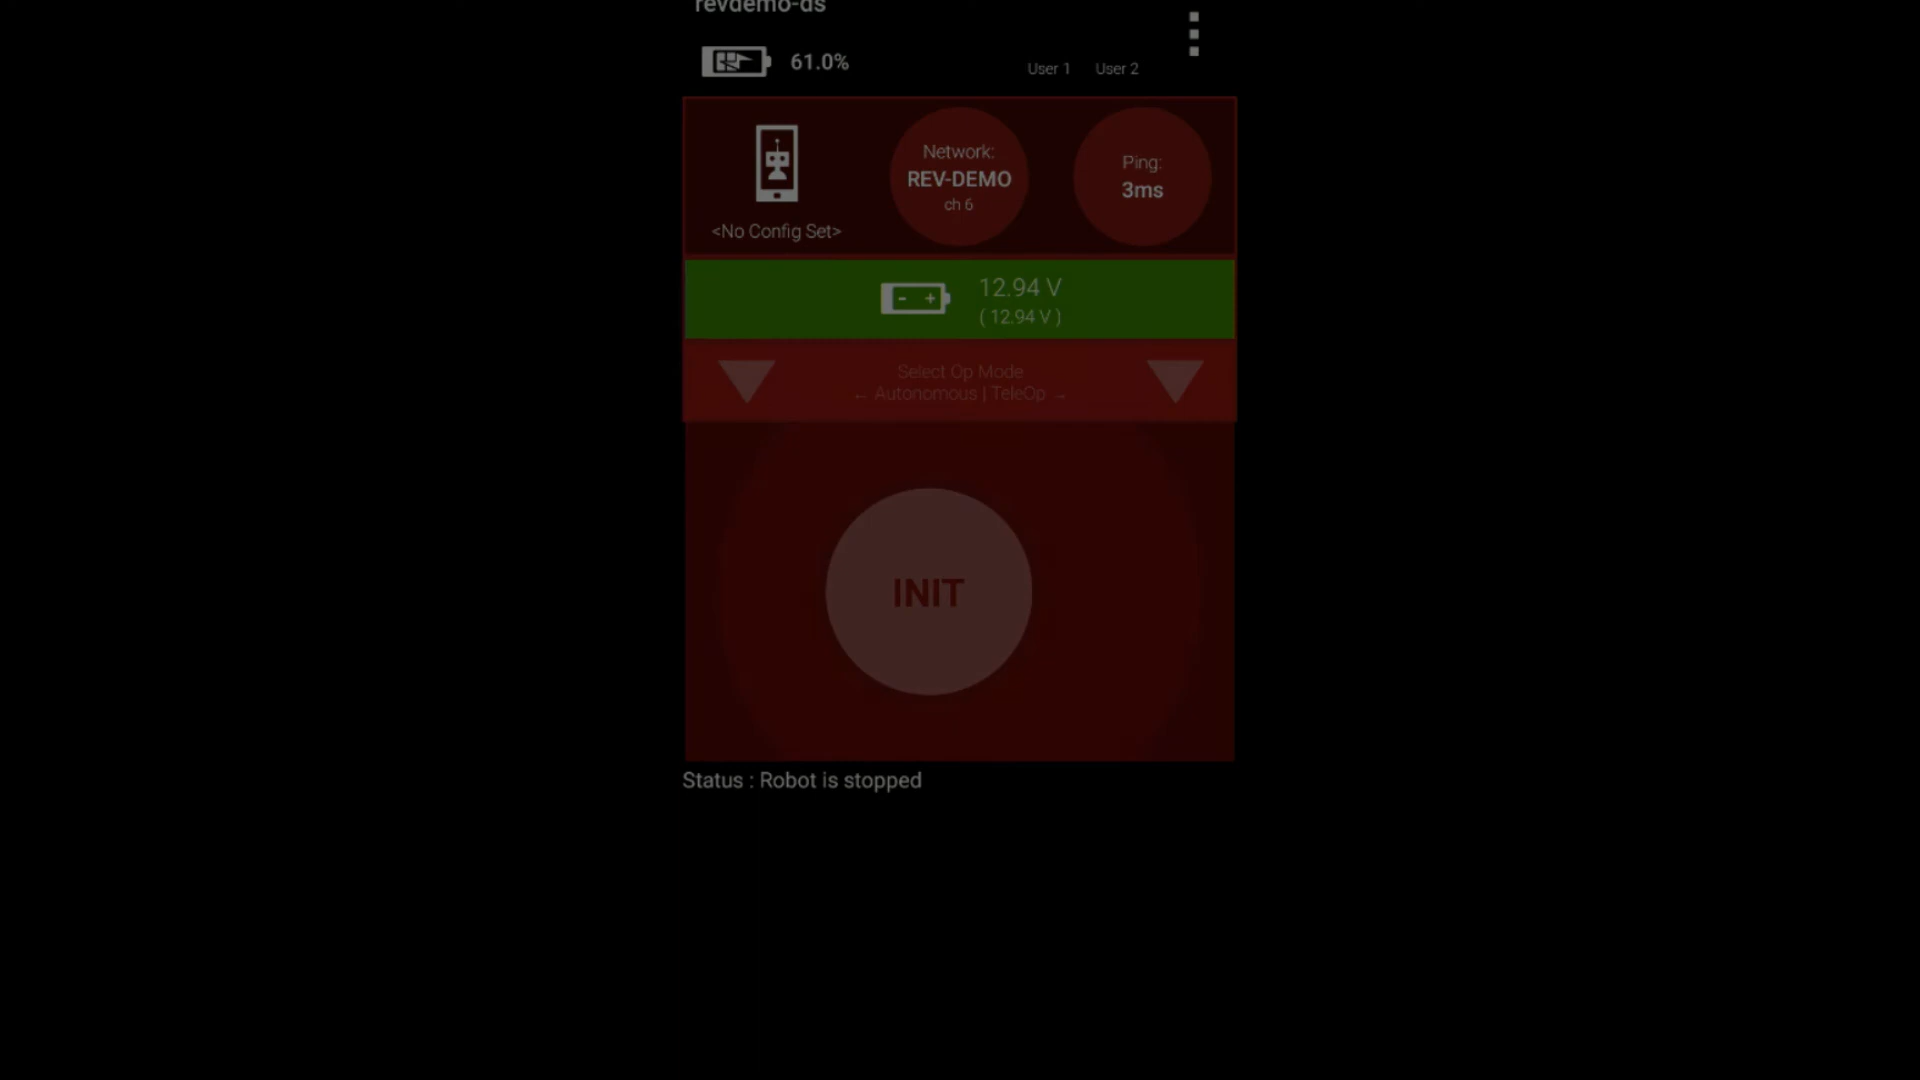 revdemo-ds
61.0%
User 1 User 2
Network:
REV-DEMO
ch 6
Ping:
3ms
<No Config Set>
12.94 V
( 12.94 V )
Select Op Mode
← Autonomous | TeleOp →
INIT
Status : Robot is stopped